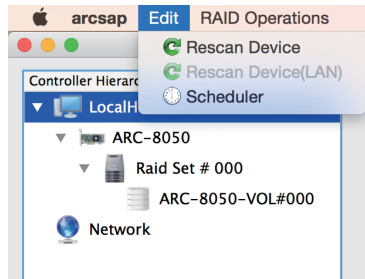 arcsap Edit RAID Operations
Rescan Device
Rescan Device(LAN)
Scheduler
Controller Hierarc
LocalH
ARC-8050
Raid Set # 000
ARC-8050-VOL#000
Network